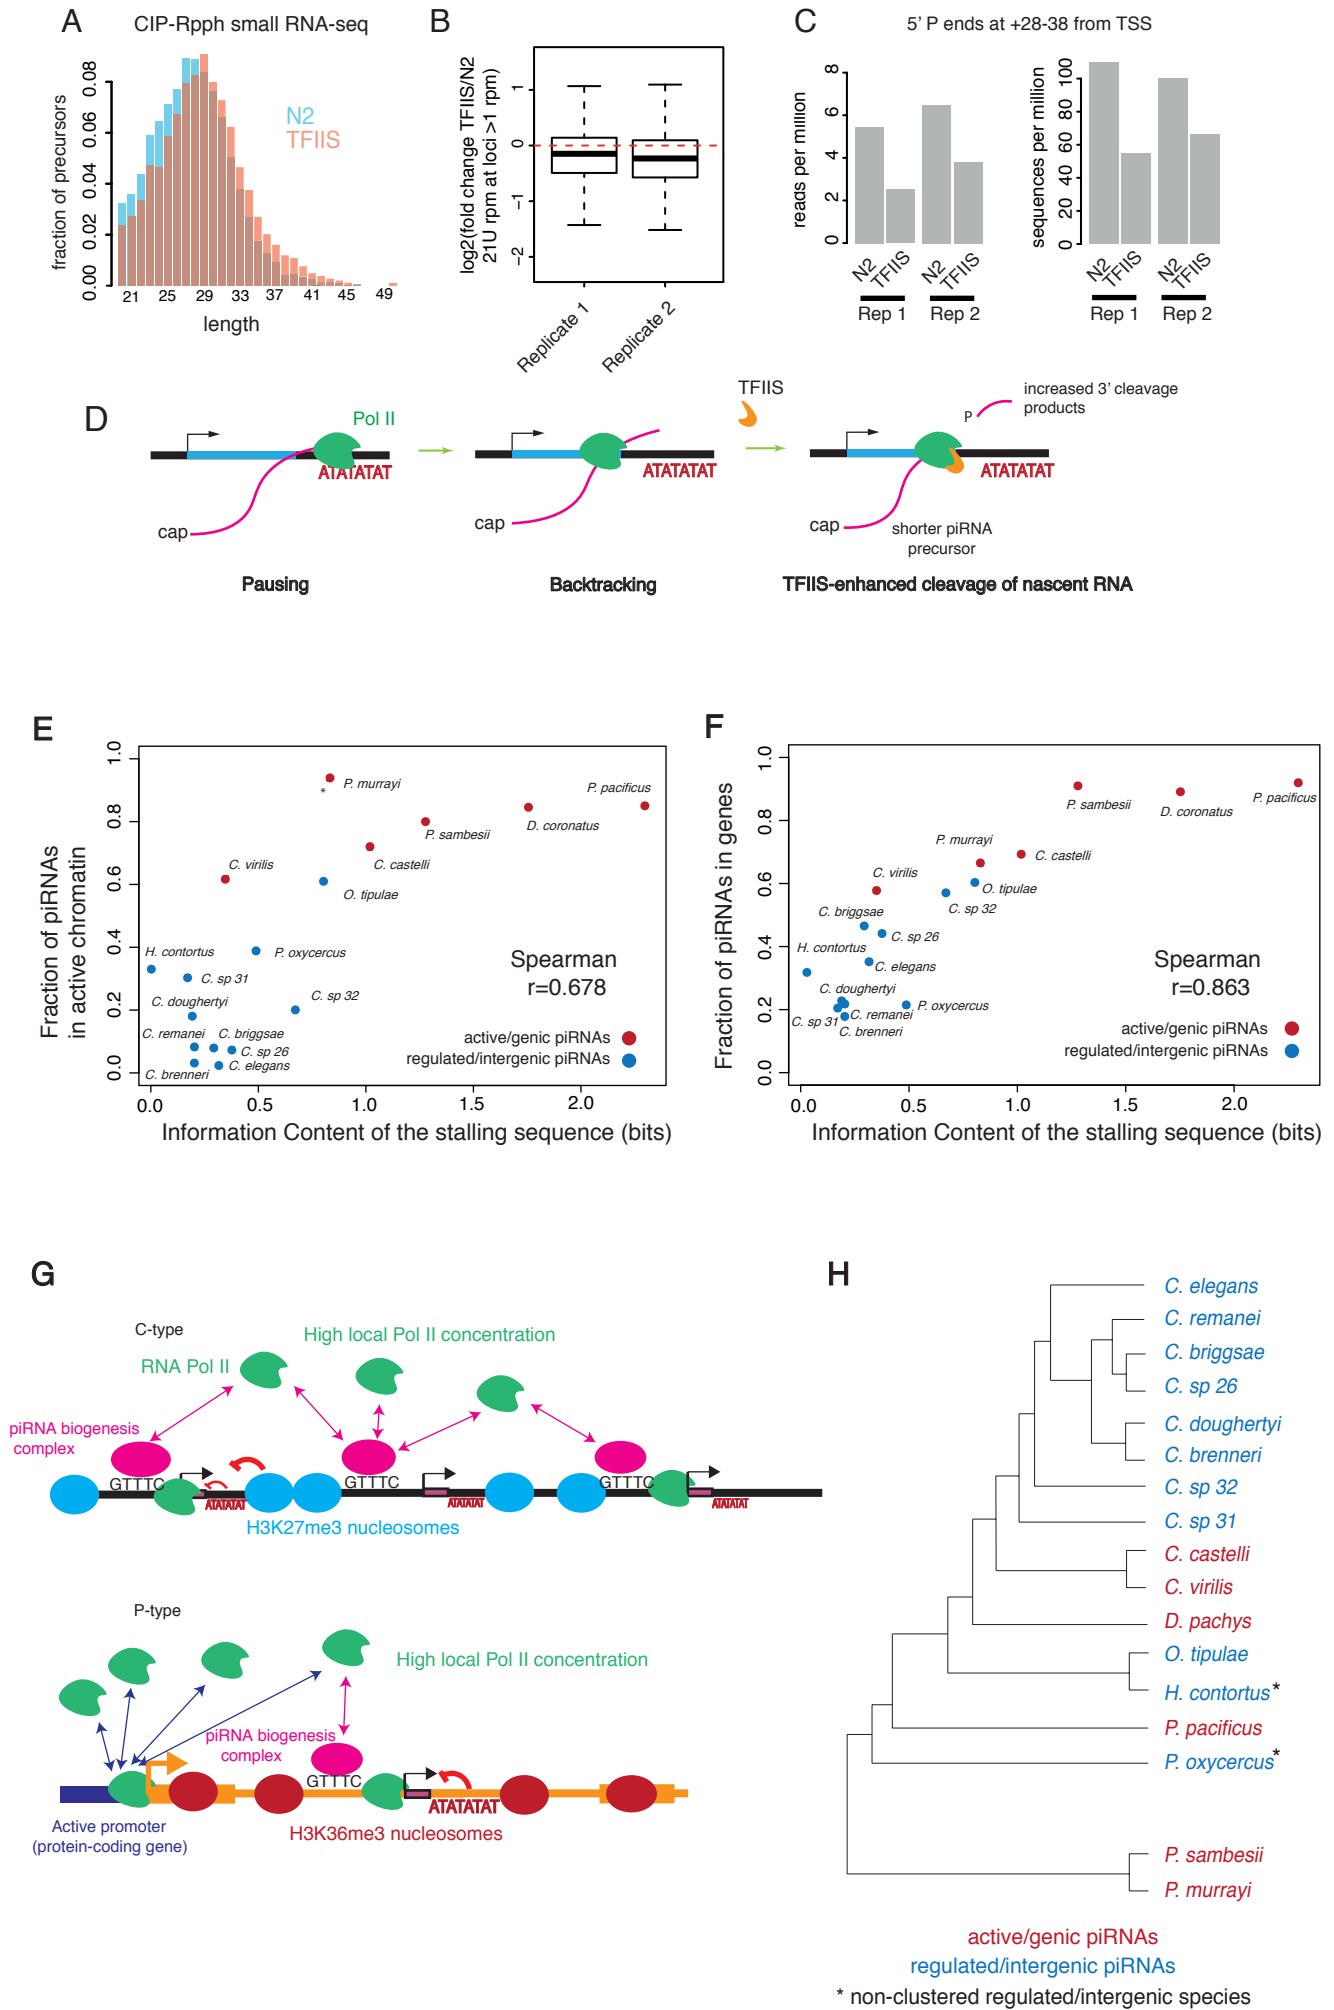 A
CIP-Rpph small RNA-seq
fraction of precursors
0.00
0.02
0.04
0.06
0.08
N2
TFIIS
21
25
29
33
37
41
45
49
length
B
log2(fold change TFIIS/N2
21U rpm at loci >1 rpm)
1
0
−1
−2
Replicate 1
Replicate 2
C
5' P ends at +28-38 from TSS
reads per million
8
6
4
2
0
N2
TFIIS
N2
TFIIS
Rep 1
Rep 2
sequences per million
100
80
60
40
20
0
N2
TFIIS
N2
TFIIS
Rep 1
Rep 2
D
Pol II
ATATATAT
cap
Pausing
ATATATAT
cap
Backtracking
TFIIS
P
increased 3' cleavage
products
ATATATAT
cap
shorter piRNA
precursor
TFIIS-enhanced cleavage of nascent RNA
E
Fraction of piRNAs
in active chromatin
1.0
0.8
0.6
0.4
0.2
0.0
P. murrayi
*
P. pacificus
D. coronatus
P. sambesii
C. castelli
C. virilis
O. tipulae
H. contortus
P. oxycercus
C. sp 31
C. sp 32
C. doughertyi
C. remanei
C. briggsae
C. sp 26
C. elegans
C. brenneri
Spearman
r=0.678
active/genic piRNAs
regulated/intergenic piRNAs
0.0
0.5
1.0
1.5
2.0
Information Content of the stalling sequence (bits)
F
Fraction of piRNAs in genes
1.0
0.8
0.6
0.4
0.2
0.0
P. sambesii
D. coronatus
P. pacificus
P. murrayi
C. castelli
C. virilis
O. tipulae
C. sp 32
C. briggsae
C. sp 26
H. contortus
C. elegans
C. doughertyi
P. oxycercus
C. sp 31
C. remanei
C. brenneri
Spearman
r=0.863
active/genic piRNAs
regulated/intergenic piRNAs
0.0
0.5
1.0
1.5
2.0
Information Content of the stalling sequence (bits)
G
C-type
High local Pol II concentration
RNA Pol II
piRNA biogenesis
complex
GTTTC
ATATATAT
GTTTC
ATATATAT
GTTTC
ATATATAT
H3K27me3 nucleosomes
P-type
High local Pol II concentration
piRNA biogenesis
complex
GTTTC
ATATATAT
Active promoter
(protein-coding gene)
H3K36me3 nucleosomes
H
C. elegans
C. remanei
C. briggsae
C. sp 26
C. doughertyi
C. brenneri
C. sp 32
C. sp 31
C. castelli
C. virilis
D. pachys
O. tipulae
H. contortus*
P. pacificus
P. oxycercus*
P. sambesii
P. murrayi
active/genic piRNAs
regulated/intergenic piRNAs
* non-clustered regulated/intergenic species